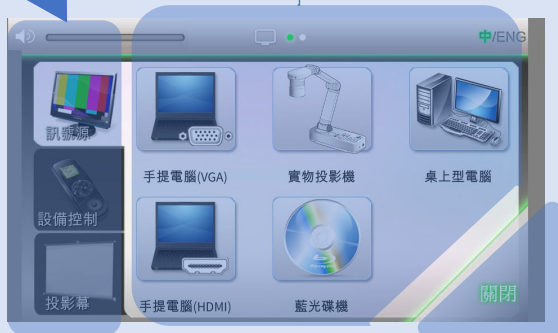 中/ENG
訊號源
手提電腦(VGA)
實物投影機
桌上型電腦
設備控制
手提電腦(HDMI)
藍光碟機
投影幕
關閉